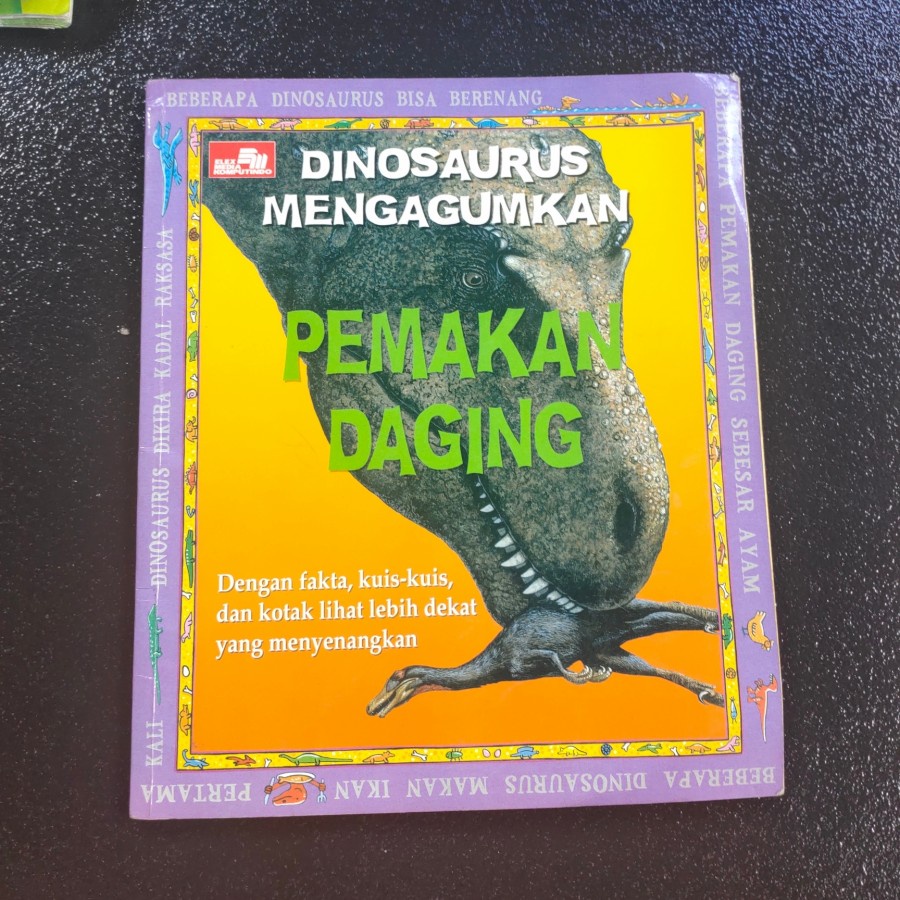 BEBERAPA DINOSAURUS BISA BERENANG
BEBERAPA PEMAKAN DAGING SEBESAR AYAM
BEBERAPA DINOSAURUS MAKAN IKAN
PERTAMA
KALI
DINOSAURUS DIKIRA KADAL RAKSASA
ELEX
MEDIA
KOMPUTINDO
DINOSAURUS
MENGAGUMKAN
PEMAKAN
DAGING
Dengan fakta, kuis-kuis,
dan kotak lihat lebih dekat
yang menyenangkan